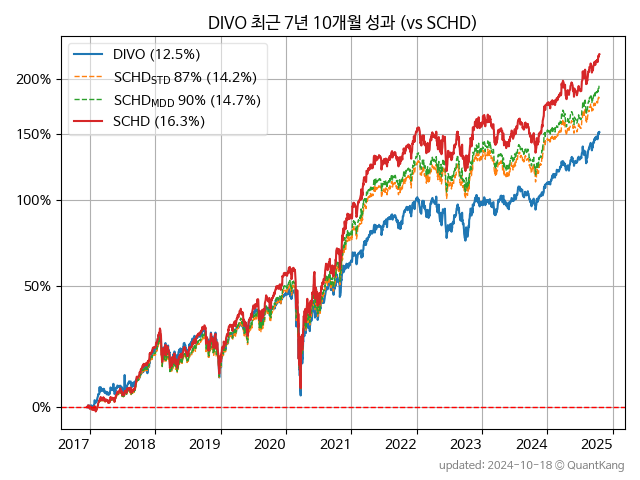 DIVO 최근 7년 10개월 성과 (vs SCHD)
DIVO (12.5%)
SCHD_STD 87% (14.2%)
SCHD_MDD 90% (14.7%)
SCHD (16.3%)
200%
150%
100%
50%
0%
2017 2018 2019 2020 2021 2022 2023 2024 2025
updated: 2024-10-18 © QuantKang